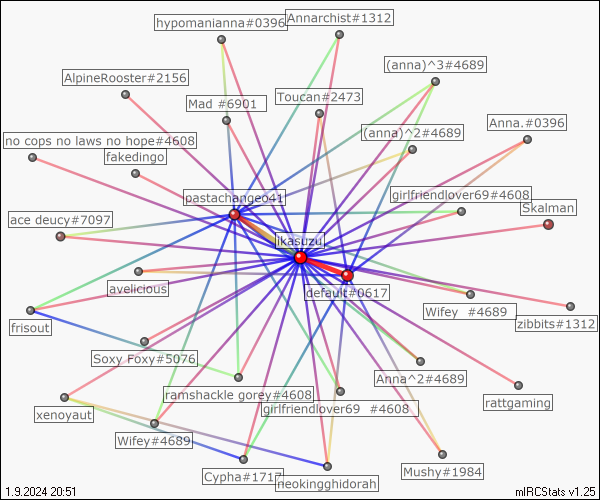 hypomanianna#0396
Annarchist#1312
(anna)^3#4689
AlpineRooster#2156
Mad #6901
Toucan#2473
(anna)^2#4689
Anna.#0396
no cops no laws no hope#4608
fakedingo
pastachangeo41
girlfriendlover69#4608
Skalman
ace deucy#7097
jkasuzu
avelicious
default#0617
Wifey #4689
zibbits#1312
frisout
Soxy Foxy#5076
Anna^2#4689
ramshackle gorey#4608
girlfriendlover69 #4608
rattgaming
xenoyaut
Wifey#4689
Cypha#1717
neokingghidorah
Mushy#1984
1.9.2024 20:51
mIRCStats v1.25